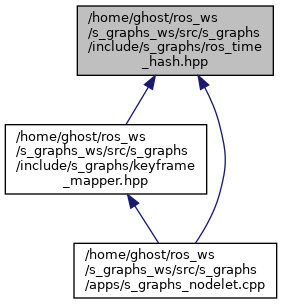 /home/ghost/ros_ws
/s_graphs_ws/src/s_graphs
/include/s_graphs/ros_time
_hash.hpp
/home/ghost/ros_ws
/s_graphs_ws/src/s_graphs
/include/s_graphs/keyframe
_mapper.hpp
/home/ghost/ros_ws
/s_graphs_ws/src/s_graphs
/apps/s_graphs_nodelet.cpp